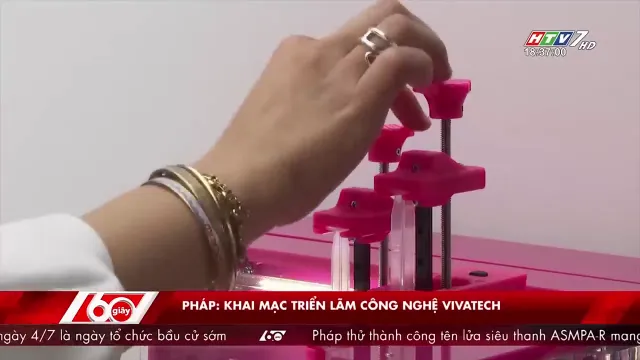 HTV7 HD
18:37:00
60 giây
PHÁP: KHAI MẠC TRIỂN LÃM CÔNG NGHỆ VIVATECH
ngày 4/7 là ngày tổ chức bầu cử sớm 60 Pháp thử thành công tên lửa siêu thanh ASMPA-R mang